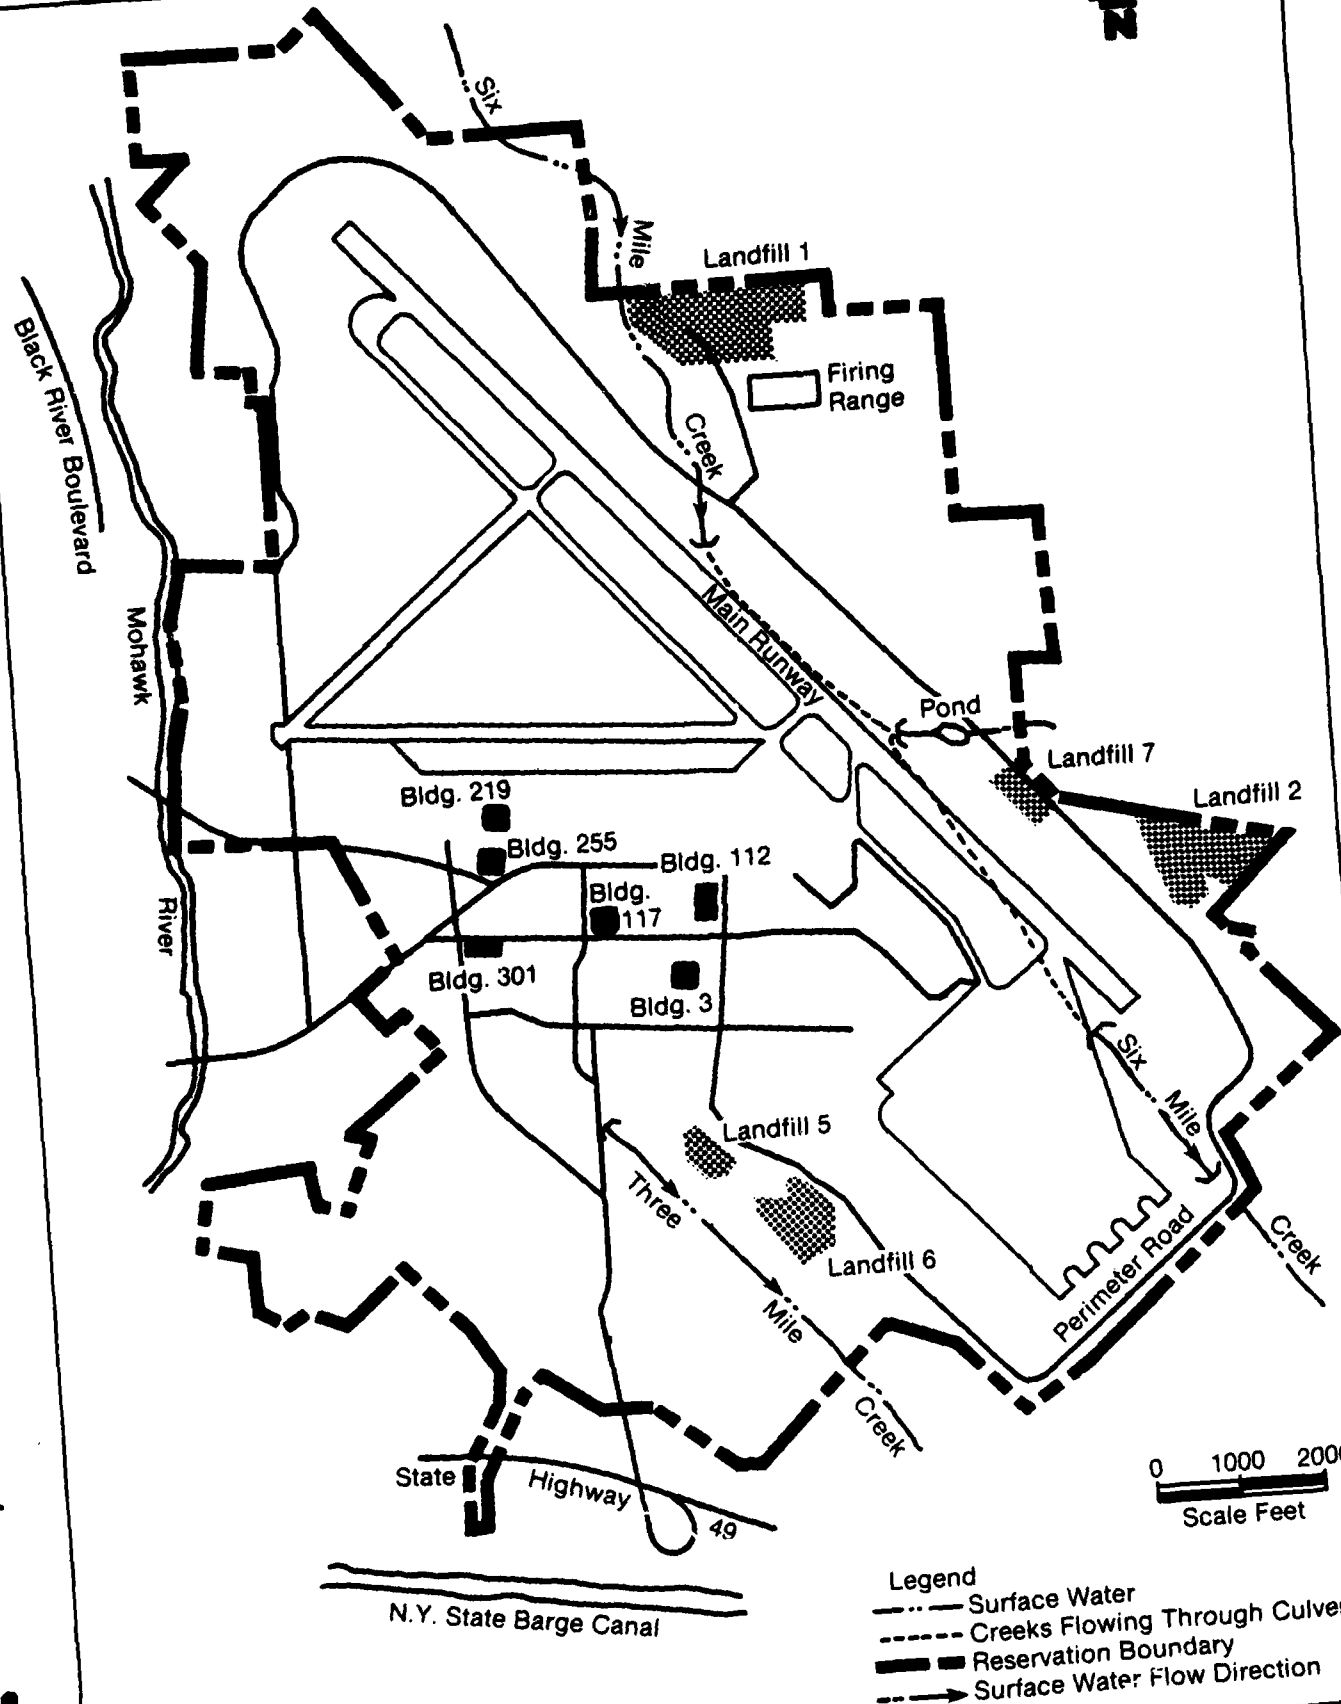 N
Six
Mile
Landfill 1
Firing
Range
Creek
Black River Boulevard
Mohawk
Main Runway
Pond
Landfill 7
Landfill 2
Bldg. 219
Bldg. 255
Bldg. 112
Bldg.
117
River
Bldg. 301
Bldg. 3
Six
Mile
Landfill 5
Three
Landfill 6
Perimeter Road
Creek
Mile
Creek
State Highway 49
0 1000
Scale Feet
N.Y. State Barge Canal
Legend
Surface Water
Creeks Flowing Through
Reservation Boundary
Surface Water Flow Direction